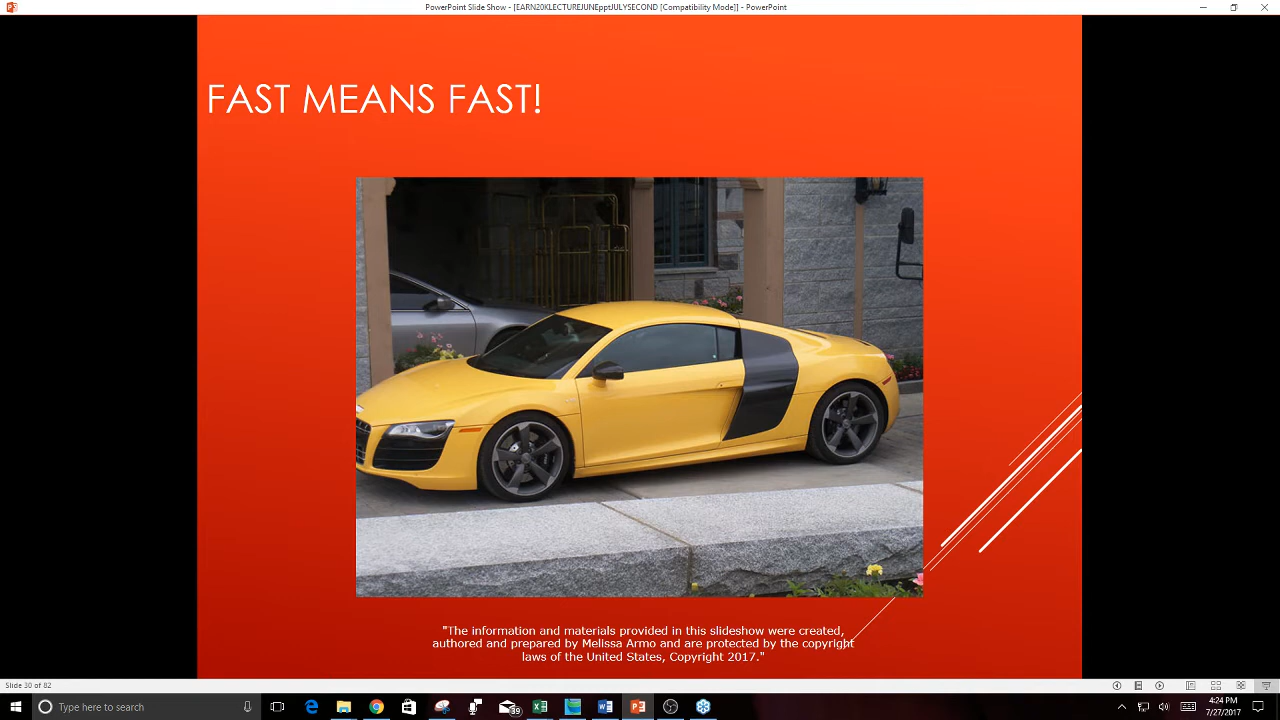 PowerPoint Slide Show - [EARN20KLECTUREJUNEpptJULYSECOND [Compatibility Mode]] - PowerPoint
FAST MEANS FAST!
"The information and materials provided in this slideshow were created,
authored and prepared by Melissa Armo and are protected by the copyright
laws of the United States, Copyright 2017."
Slide 30 of 82
Type here to search
4:24 PM
7/27/2017